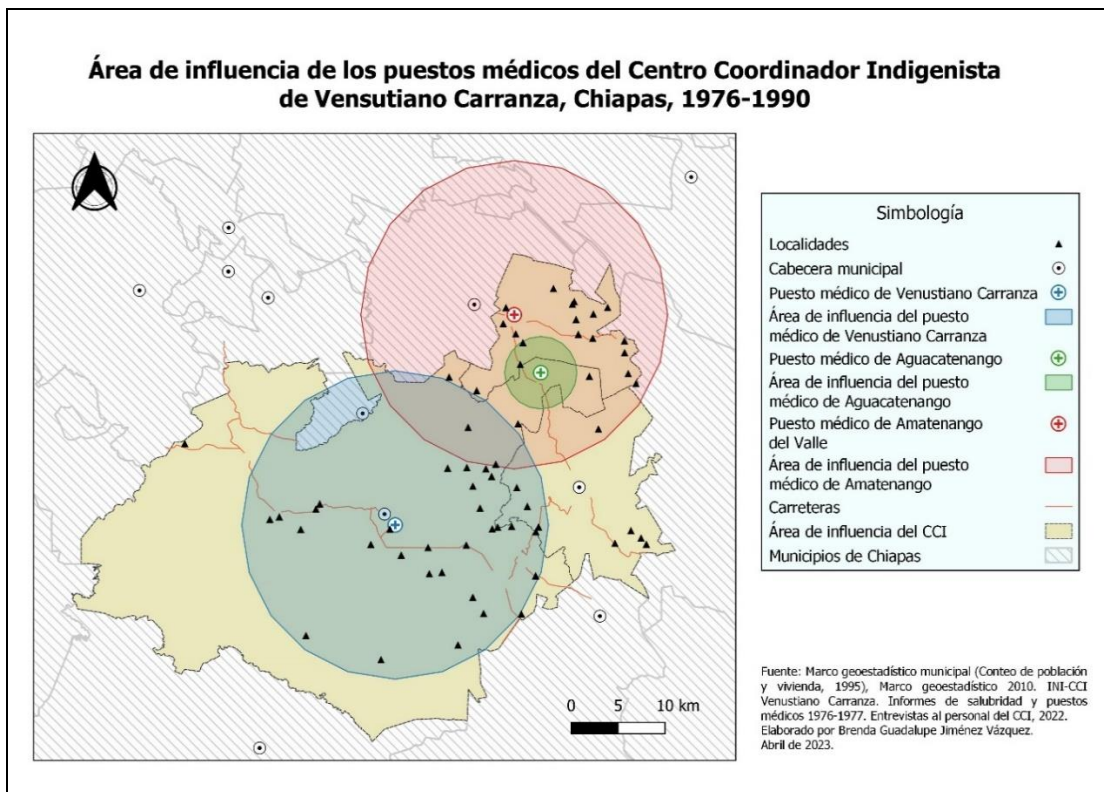 Área de influencia de los puestos médicos del Centro Coordinador Indigenista
de Vensutiano Carranza, Chiapas, 1976-1990
Simbología
Localidades
Cabecera municipal
Puesto médico de Venustiano Carranza
Área de influencia del puesto
médico de Venustiano Carranza
Puesto médico de Aguacatenango
Área de influencia del puesto
médico de Aguacatenango
Puesto médico de Amatenango
del Valle
Área de influencia del puesto
médico de Amatenango
Carreteras
Área de influencia del CCI
Municipios de Chiapas
0 5 10 km
Fuente: Marco geoestadístico municipal (Conteo de población
y vivienda, 1995), Marco geoestadístico 2010. INI-CCI
Venustiano Carranza. Informes de salubridad y puestos
médicos 1976-1977. Entrevistas al personal del CCI, 2022.
Elaborado por Brenda Guadalupe Jiménez Vázquez.
Abril de 2023.